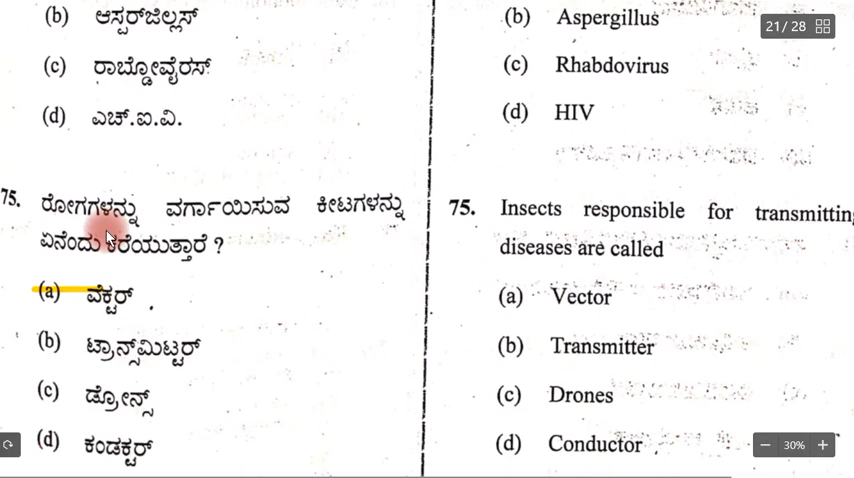 (b) ಆಸ್ಪರ್‌ಜಿಲ್ಲಸ್
(c) ರಾಬ್ಡೋವೈರಸ್
(d) ಎಚ್.ಐ.ವಿ.
75. ರೋಗಗಳನ್ನು ವರ್ಗಾಯಿಸುವ ಕೀಟಗಳನ್ನು
ಏನೆಂದು ಕರೆಯುತ್ತಾರೆ ?
(a) ವೆಕ್ಟರ್
(b) ಟ್ರಾನ್ಸ್‌ಮಿಟ್ಟರ್
(c) ಡ್ರೋನ್ಸ್
(d) ಕಂಡಕ್ಟರ್
(b) Aspergillus
(c) Rhabdovirus
(d) HIV
75. Insects responsible for transmitting
diseases are called
(a) Vector
(b) Transmitter
(c) Drones
(d) Conductor
21 / 28
30%